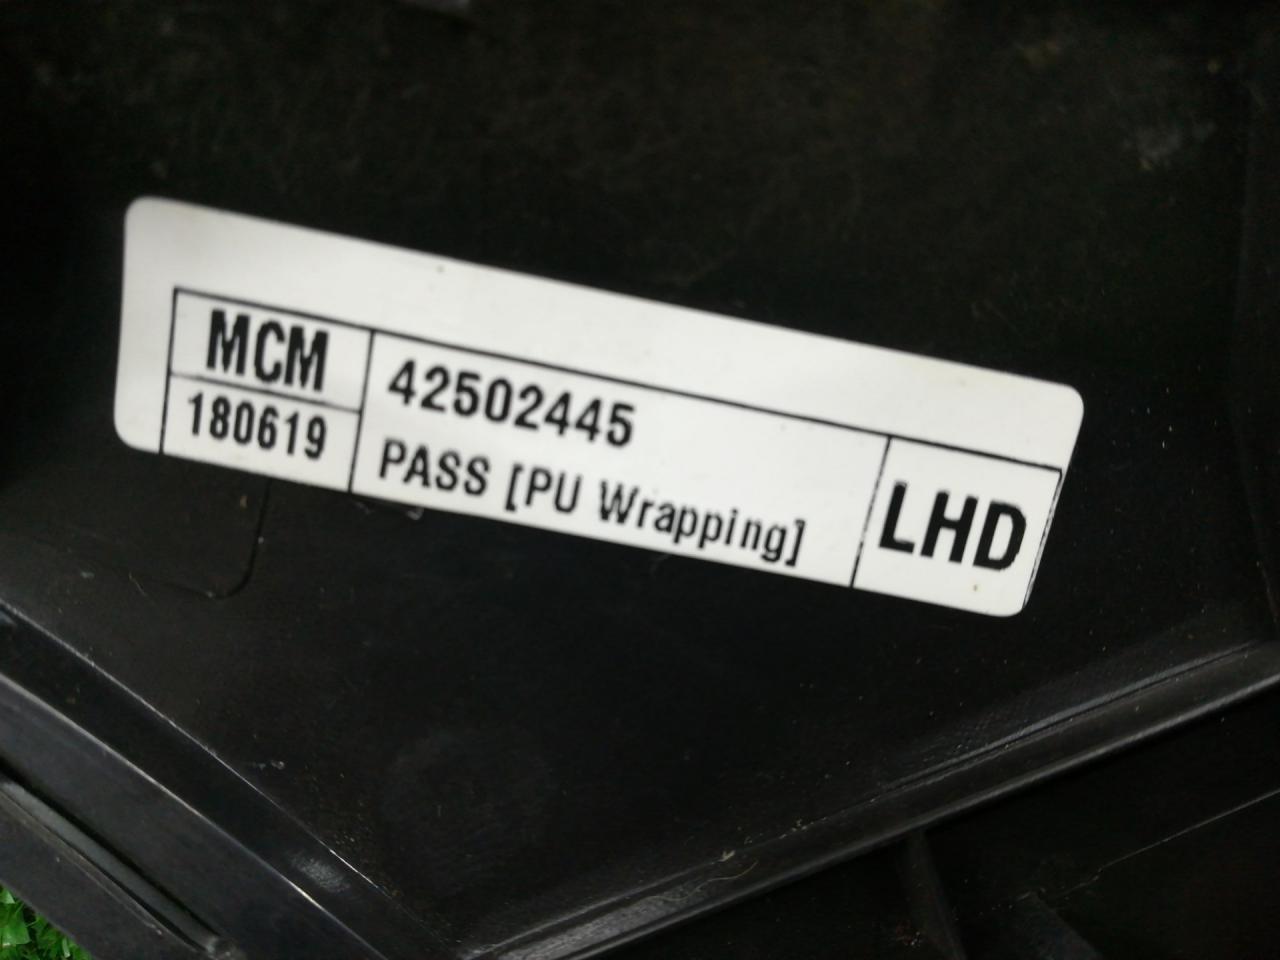 MCM
180619
42502445
PASS [PU Wrapping]
LHD